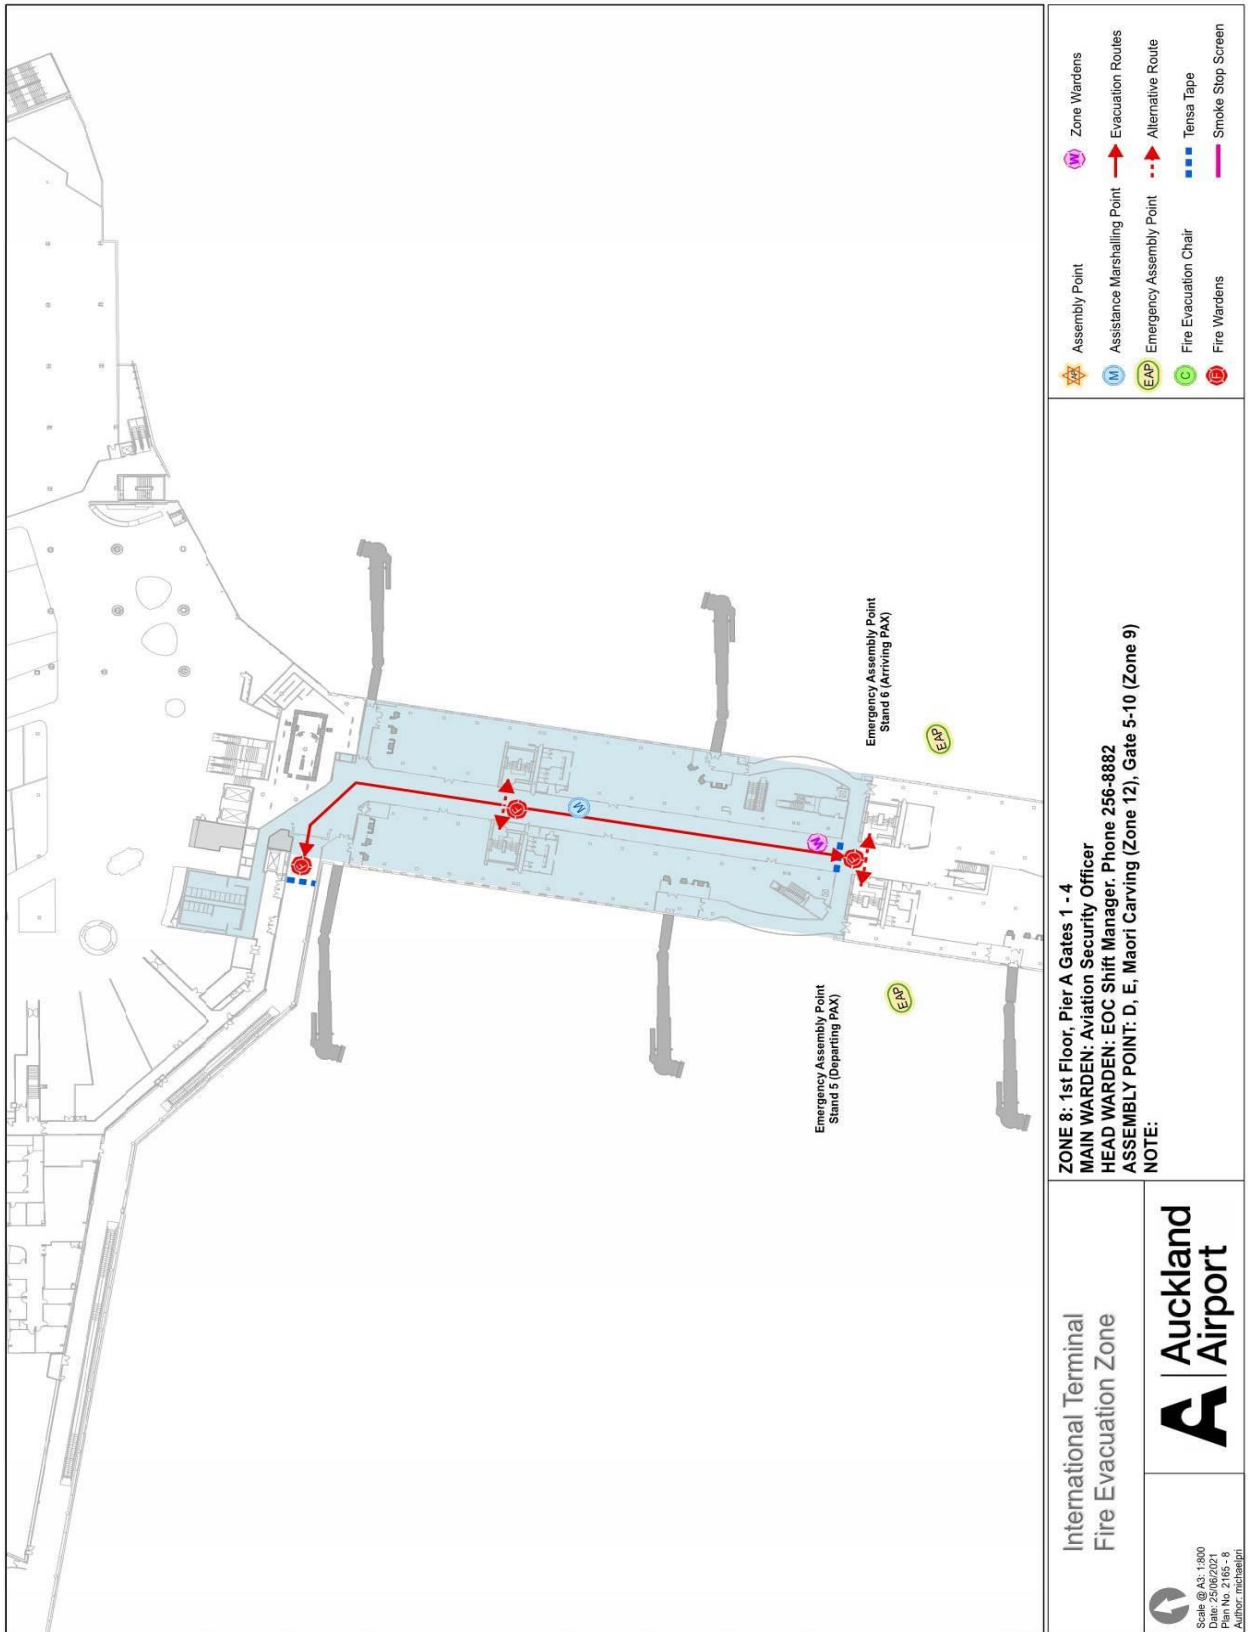 Emergency Assembly Point
Stand 5 (Departing PAX)
EAP
Emergency Assembly Point
Stand 6 (Arriving PAX)
EAP
M
W
F
F
F
International Terminal
Fire Evacuation Zone
Scale @ A3: 1:800
Date: 25/06/2021
Plan No. 2165 - 8
Author: michaelpri
A | Auckland
Airport
ZONE 8: 1st Floor, Pier A Gates 1 - 4
MAIN WARDEN: Aviation Security Officer
HEAD WARDEN: EOC Shift Manager, Phone 256-8882
ASSEMBLY POINT: D, E, Maori Carving (Zone 12), Gate 5-10 (Zone 9)
NOTE:
AP Assembly Point
W Zone Wardens
M Assistance Marshalling Point
Evacuation Routes
EAP Emergency Assembly Point
Alternative Route
C Fire Evacuation Chair
Tensa Tape
F Fire Wardens
Smoke Stop Screen